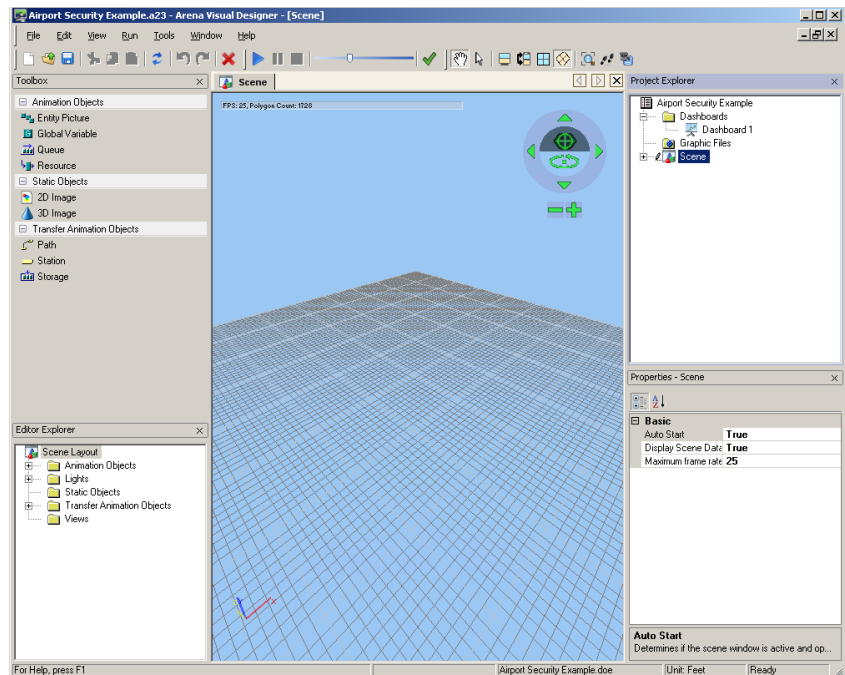 Airport Security Example.a23 - Arena Visual Designer - [Scene]
File Edit View Run Tools Window Help
Toolbox
Animation Objects
Entity Picture
Global Variable
Queue
Resource
Static Objects
2D Image
3D Image
Transfer Animation Objects
Path
Station
Storage
Editor Explorer
Scene Layout
Animation Objects
Lights
Static Objects
Transfer Animation Objects
Views
Scene
FPS: 25, Polygon Count: 1728
x
Project Explorer
Airport Security Example
Dashboards
Dashboard 1
Graphic Files
Scene
Properties - Scene
Basic
Auto Start True
Display Scene Data True
Maximum frame rate 25
Auto Start
Determines if the scene window is active and op...
For Help, press F1 Airport Security Example.doe Unit: Feet Ready